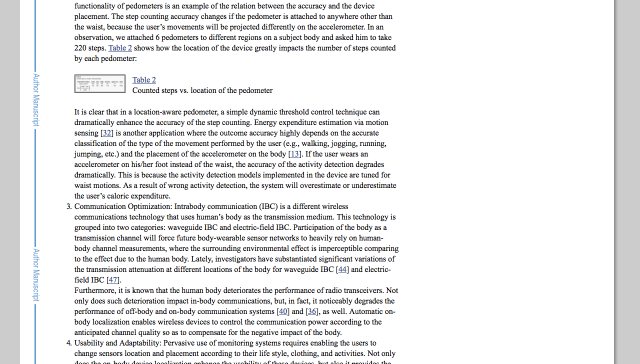 functionality of pedometers is an example of the relation between the accuracy and the device
placement. The step counting accuracy changes if the pedometer is attached to anywhere other than
the waist, because the user's movements will be projected differently on the accelerometer. In an
observation, we attached 6 pedometers to different regions on a subject body and asked him to take
220 steps. Table 2 shows how the location of the device greatly impacts the number of steps counted
by each pedometer:
Table 2
Counted steps vs. location of the pedometer
It is clear that in a location-aware pedometer, a simple dynamic threshold control technique can
dramatically enhance the accuracy of the step counting. Energy expenditure estimation via motion
sensing [32] is another application where the outcome accuracy highly depends on the accurate
classification of the type of the movement performed by the user (e.g., walking, jogging, running,
jumping, etc.) and the placement of the accelerometer on the body [13]. If the user wears an
accelerometer on his/her foot instead of the waist, the accuracy of the activity detection degrades
dramatically. This is because the activity detection models implemented in the device are tuned for
waist motions. As a result of wrong activity detection, the system will overestimate or underestimate
the user's caloric expenditure.
3. Communication Optimization: Intrabody communication (IBC) is a different wireless
communications technology that uses human's body as the transmission medium. This technology is
grouped into two categories: waveguide IBC and electric-field IBC. Participation of the body as a
transmission channel will force future body-wearable sensor networks to heavily rely on human-
body channel measurements, where the surrounding environmental effect is imperceptible comparing
to the effect due to the human body. Lately, investigators have substantiated significant variations of
the transmission attenuation at different locations of the body for waveguide IBC [44] and electric-
field IBC [47].
Furthermore, it is known that the human body deteriorates the performance of radio transceivers. Not
only does such deterioration impact in-body communications, but, in fact, it noticeably degrades the
performance of off-body and on-body communication systems [40] and [36], as well. Automatic on-
body localization enables wireless devices to control the communication power according to the
anticipated channel quality so as to compensate for the negative impact of the body.
4. Usability and Adaptability: Pervasive use of monitoring systems requires enabling the users to
change sensors location and placement according to their life style, clothing, and activities. Not only
Author Manuscript
Author Manuscript